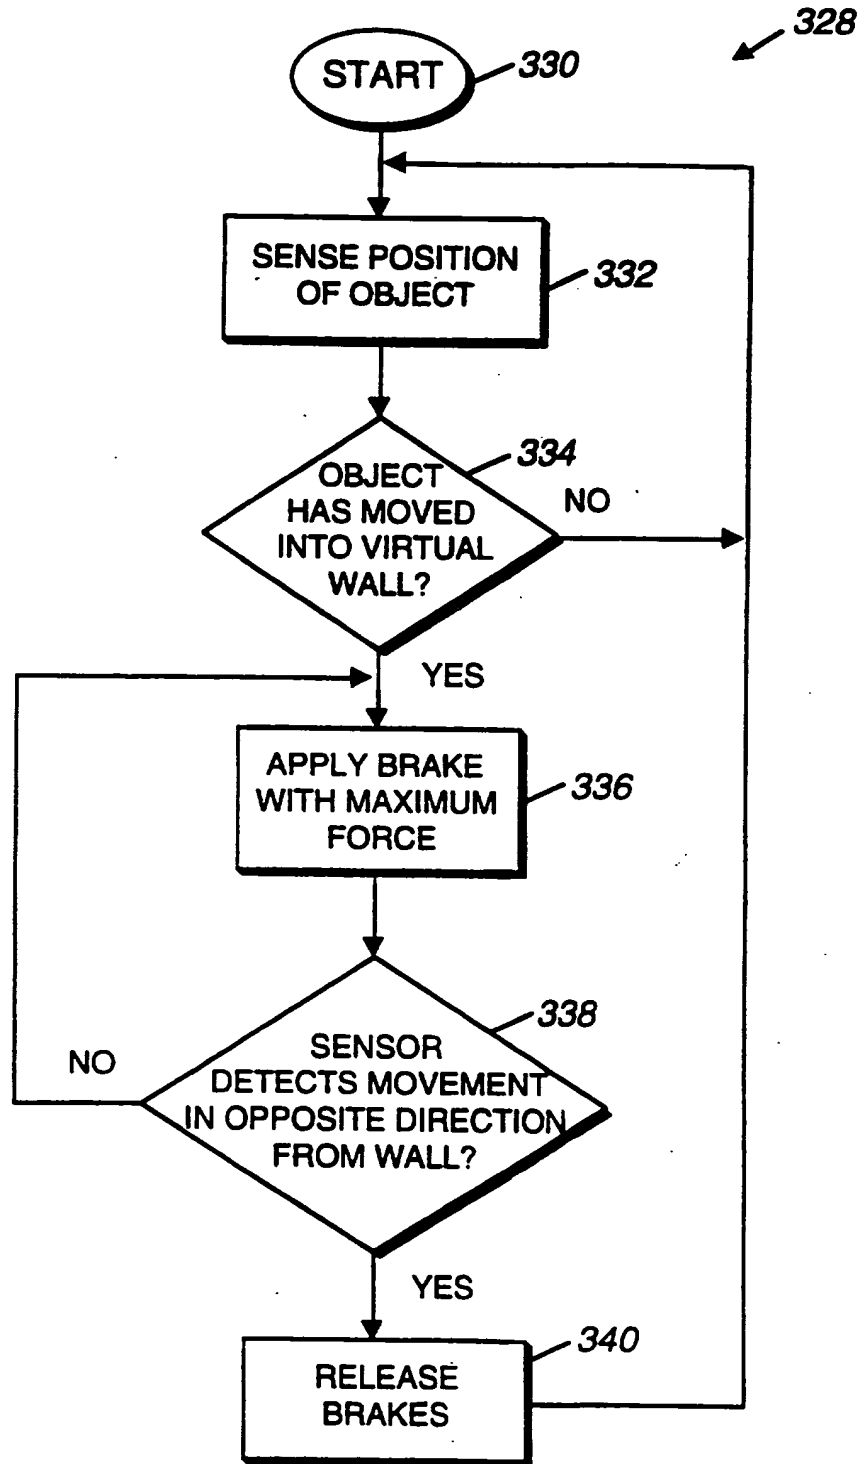 328
START
330
SENSE POSITION
OF OBJECT
332
334
OBJECT
HAS MOVED
INTO VIRTUAL
WALL?
NO
YES
APPLY BRAKE
WITH MAXIMUM
FORCE
336
338
SENSOR
DETECTS MOVEMENT
IN OPPOSITE DIRECTION
FROM WALL?
NO
YES
340
RELEASE
BRAKES